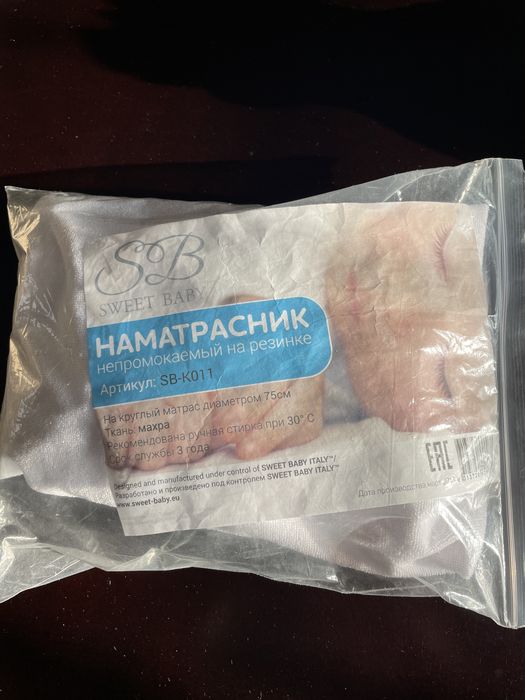 SB
SWEET BABY
НАМАТРАСНИК
непромокаемый на резинке
Артикул: SB-K011
На круглый матрас диаметром 75см
Ткань: махра
Рекомендована ручная стирка при 30° С
Срок службы 3 года
Designed and manufactured under control of SWEET BABY ITALY™/
Разработано и произведено под контролем SWEET BABY ITALY™
www.sweet-baby.eu
EAC
Дата производства